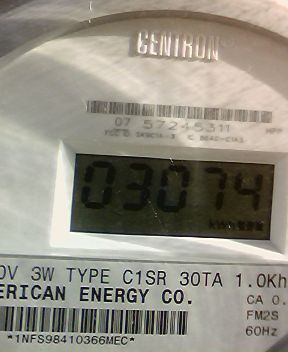 CENTRON
07 57245311
03074
0V 3W TYPE C1SR 30TA 1.0Kh
ERICAN ENERGY CO.
CA 0.
FM2S
60Hz
*1NFS98410366MEC*